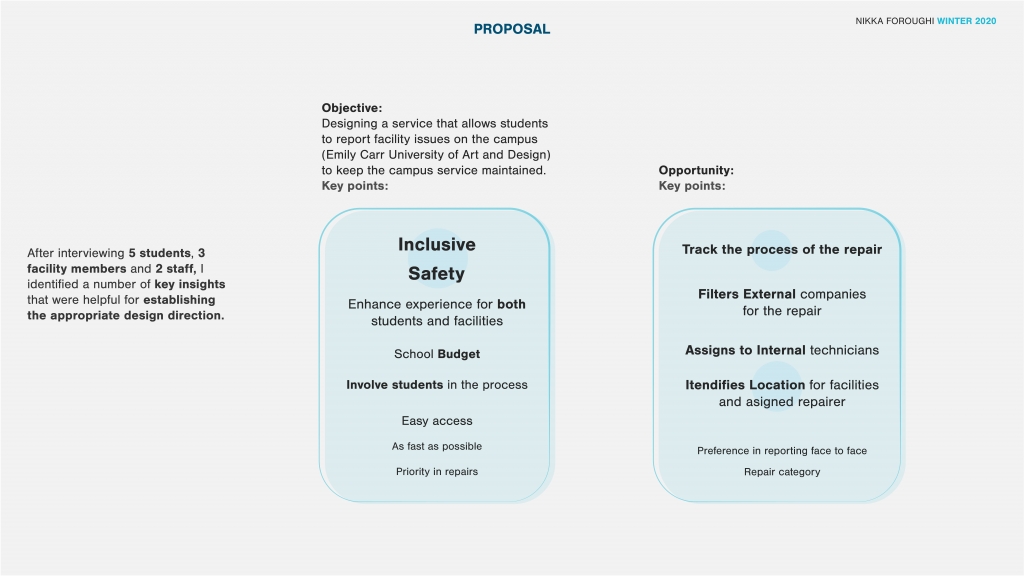 PROPOSAL
NIKKA FOROUGHI WINTER 2020
After interviewing 5 students, 3
facility members and 2 staff, I
identified a number of key insights
that were helpful for establishing
the appropriate design direction.
Objective:
Designing a service that allows students
to report facility issues on the campus
(Emily Carr University of Art and Design)
to keep the campus service maintained.
Key points:
Inclusive
Safety
Enhance experience for both
students and facilities
School Budget
Involve students in the process
Easy access
As fast as possible
Priority in repairs
Opportunity:
Key points:
Track the process of the repair
Filters External companies
for the repair
Assigns to Internal technicians
Itendifies Location for facilities
and asigned repairer
Preference in reporting face to face
Repair category